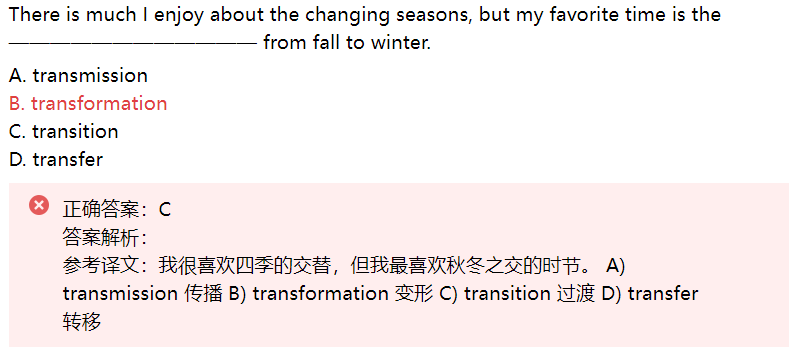 There is much I enjoy about the changing seasons, but my favorite time is the
———————————— from fall to winter.
A. transmission
B. transformation
C. transition
D. transfer
正确答案：C
答案解析：
参考译文：我很喜欢四季的交替，但我最喜欢秋冬之交的时节。 A)
transmission 传播 B) transformation 变形 C) transition 过渡 D) transfer
转移